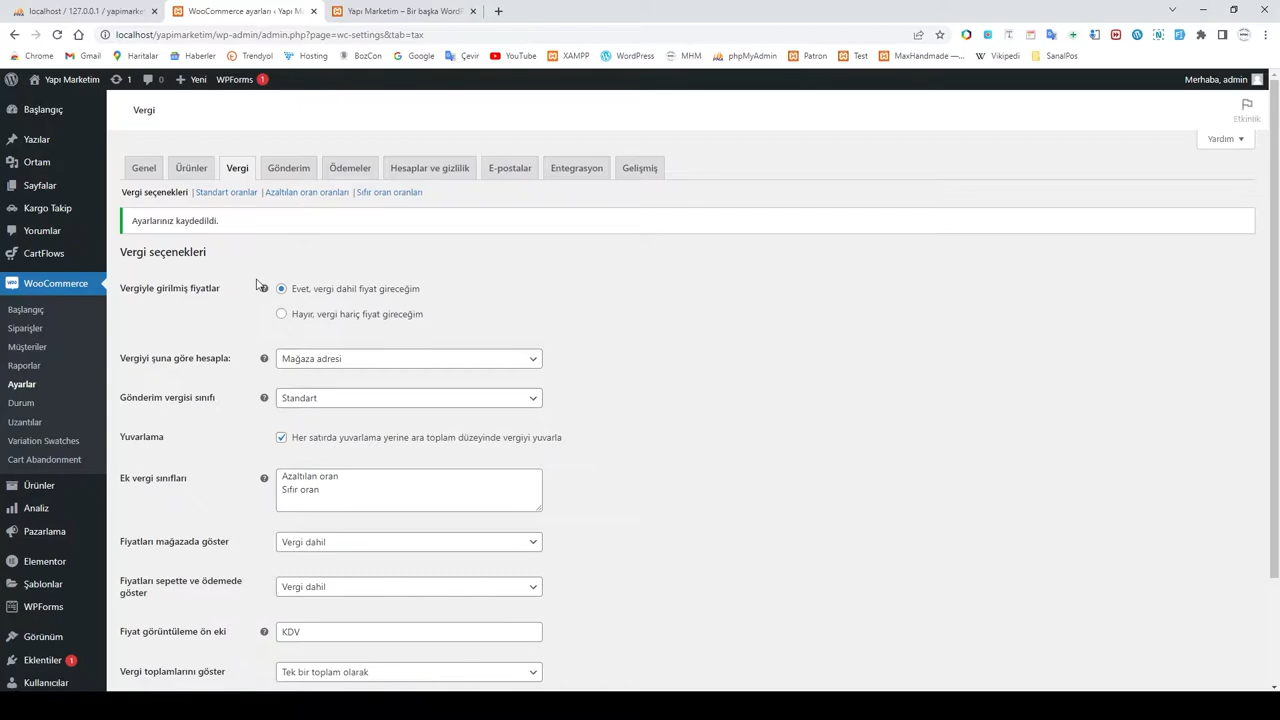 localhost / 127.0.0.1 / yapimarket
WooCommerce ayarları ‹ Yapı M
Yapı Marketim – Bir başka WordP
localhost/yapimarketim/wp-admin/admin.php?page=wc-settings&tab=tax
Chrome
Gmail
Haritalar
Haberler
Trendyol
Hosting
BozCon
Google
Çevir
YouTube
XAMPP
WordPress
MHM
phpMyAdmin
Patron
Test
MaxHandmade —...
Vikipedi
SanalPos
Yapı Marketim
1
0
Yeni
WPForms 1
Merhaba, admin
Başlangıç
Yazılar
Ortam
Sayfalar
Kargo Takip
Yorumlar
CartFlows
WooCommerce
Başlangıç
Siparişler
Müşteriler
Raporlar
Ayarlar
Durum
Uzantılar
Variation Swatches
Cart Abandonment
Ürünler
Analiz
Pazarlama
Elementor
Şablonlar
WPForms
Görünüm
Eklentiler 1
Kullanıcılar
Vergi
Etkinlik
Yardım
Genel
Ürünler
Vergi
Gönderim
Ödemeler
Hesaplar ve gizlilik
E-postalar
Entegrasyon
Gelişmiş
Vergi seçenekleri | Standart oranlar | Azaltılan oran oranları | Sıfır oran oranları
Ayarlarınız kaydedildi.
Vergi seçenekleri
Vergiyle girilmiş fiyatlar
Evet, vergi dahil fiyat gireceğim
Hayır, vergi hariç fiyat gireceğim
Vergiyi şuna göre hesapla:
Mağaza adresi
Gönderim vergisi sınıfı
Standart
Yuvarlama
Her satırda yuvarlama yerine ara toplam düzeyinde vergiyi yuvarla
Ek vergi sınıfları
Azaltılan oran
Sıfır oran
Fiyatları mağazada göster
Vergi dahil
Fiyatları sepette ve ödemede
göster
Vergi dahil
Fiyat görüntüleme ön eki
KDV
Vergi toplamlarını göster
Tek bir toplam olarak